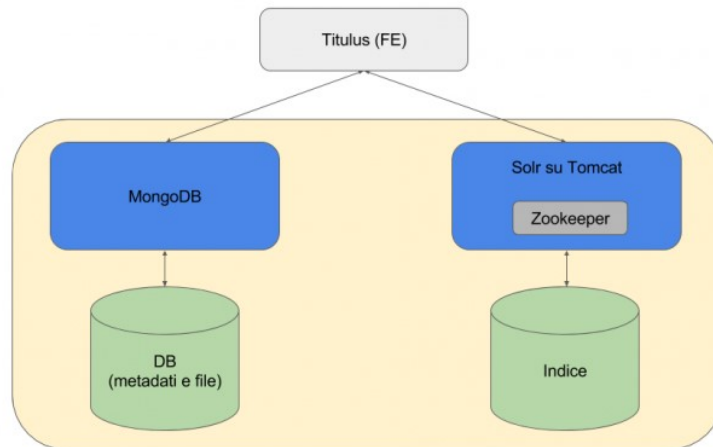 Titulus (FE)
MongoDB
Solr su Tomcat
Zookeeper
DB
(metadati e file)
Indice